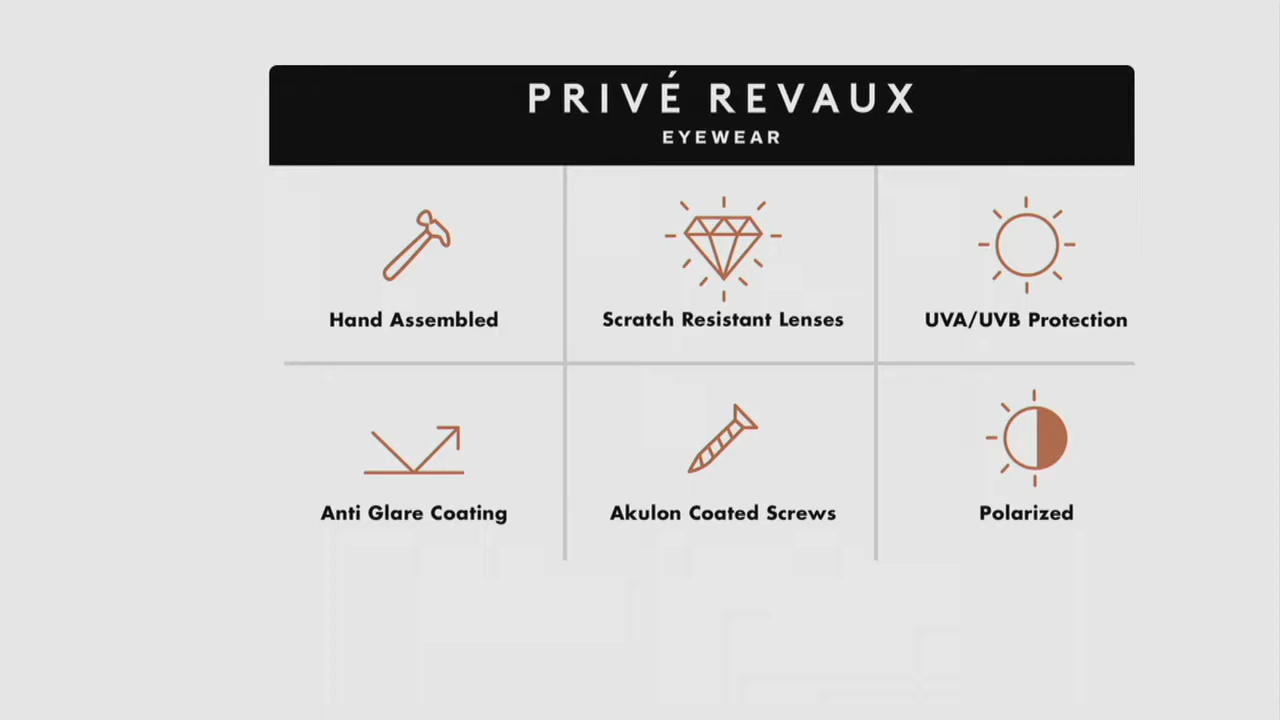 PRIVÉ REVAUX
EYEWEAR
Hand Assembled
Scratch Resistant Lenses
UVA/UVB Protection
Anti Glare Coating
Akulon Coated Screws
Polarized